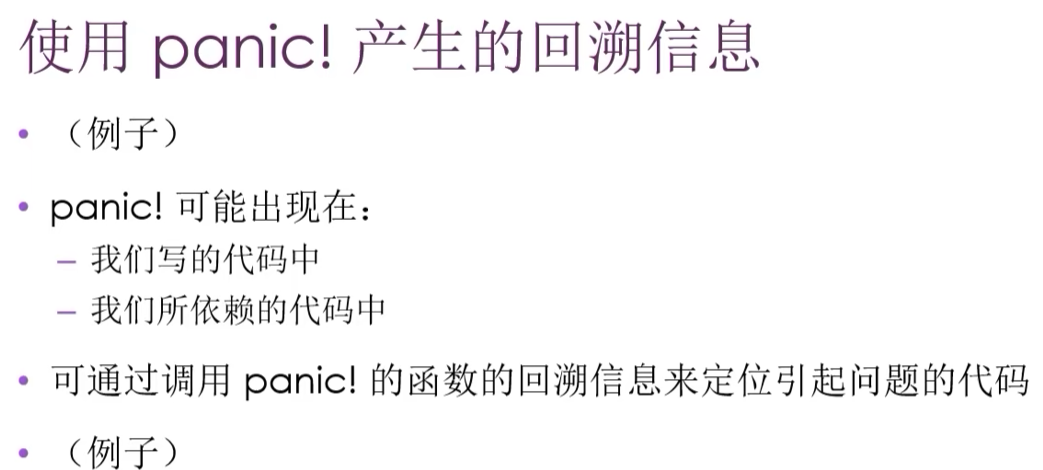 使用 panic! 产生的回溯信息
• （例子）
• panic! 可能出现在：
– 我们写的代码中
– 我们所依赖的代码中
• 可通过调用 panic! 的函数的回溯信息来定位引起问题的代码
• （例子）